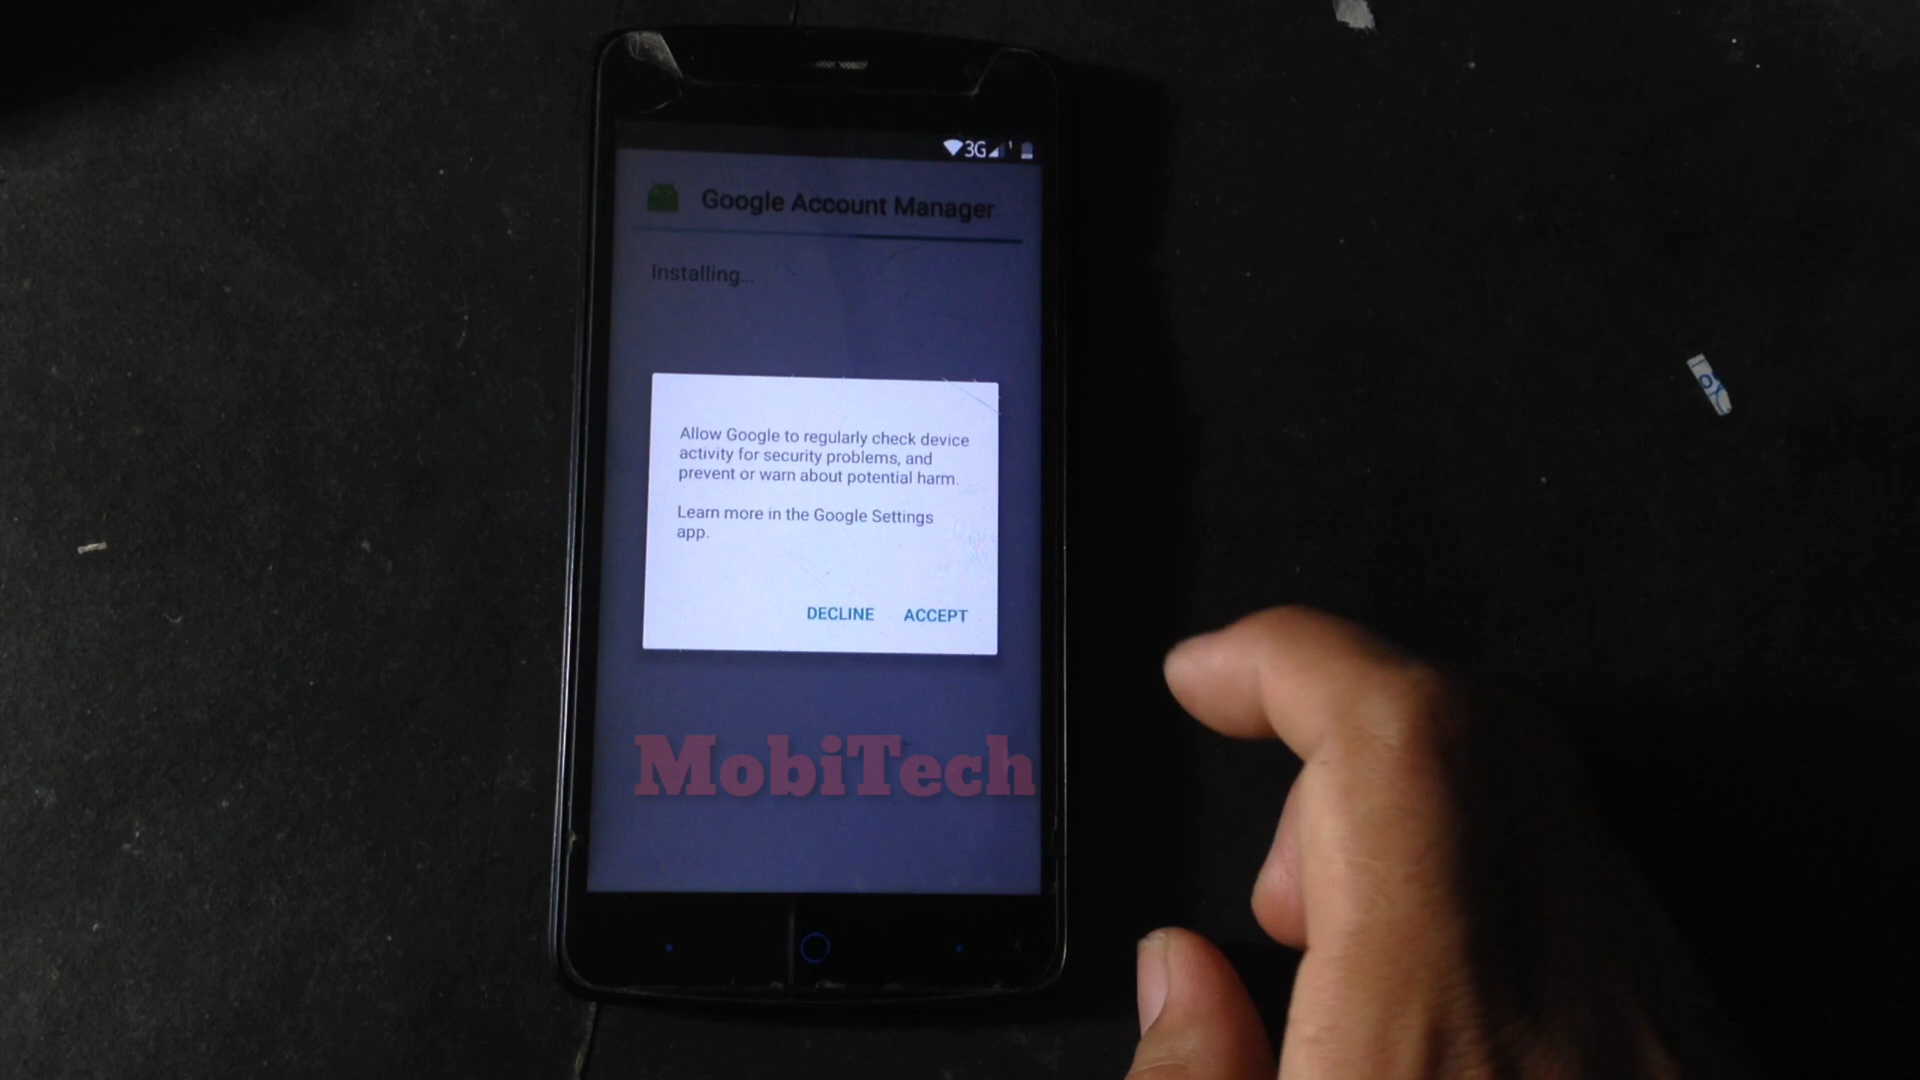 3G
Google Account Manager
Installing...
Allow Google to regularly check device
activity for security problems, and
prevent or warn about potential harm.
Learn more in the Google Settings
app.
DECLINE ACCEPT
MobiTech